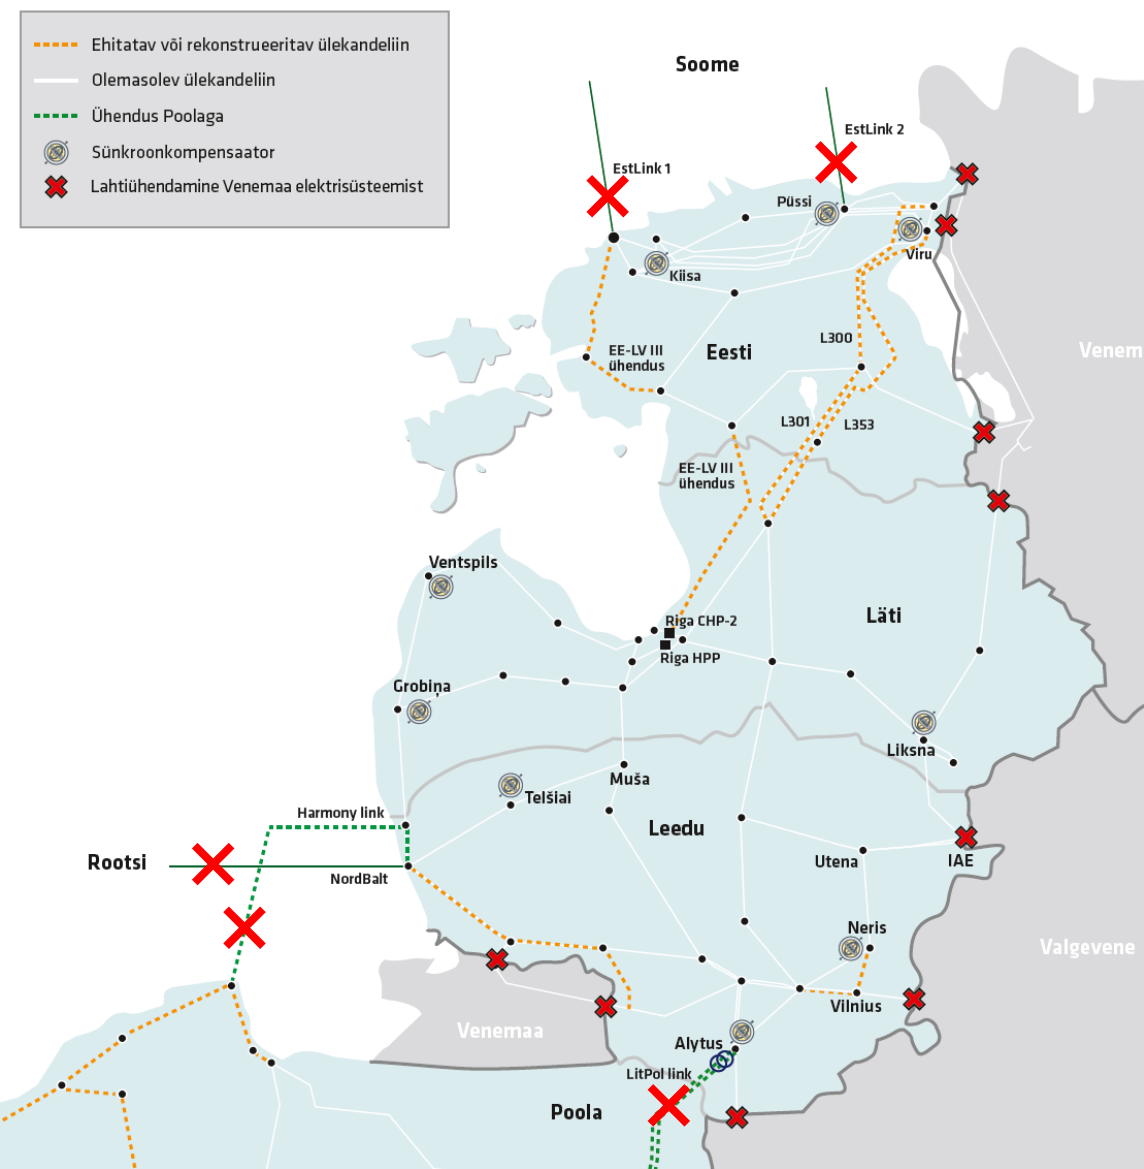 Ehitatav või rekonstrueeritav ülekandeliin
Olemasolev ülekandeliin
Ühendus Poolaga
Sünkroonkompensaator
Lahtiühendamine Venemaa elektrisüsteemist
Soome
EstLink 2
EstLink 1
Püssi
Viru
Kiisa
L300
EE-LV III
ühendus
Eesti
Venem
L301
L353
EE-LV III
ühendus
Ventspils
Läti
Riga CHP-2
Riga HPP
Grobiņa
Liksna
Muša
Telšiai
Harmony link
Leedu
Rootsi
Utena
IAE
NordBalt
Neris
Valgevene
Vilnius
Venemaa
Alytus
LitPol link
Poola